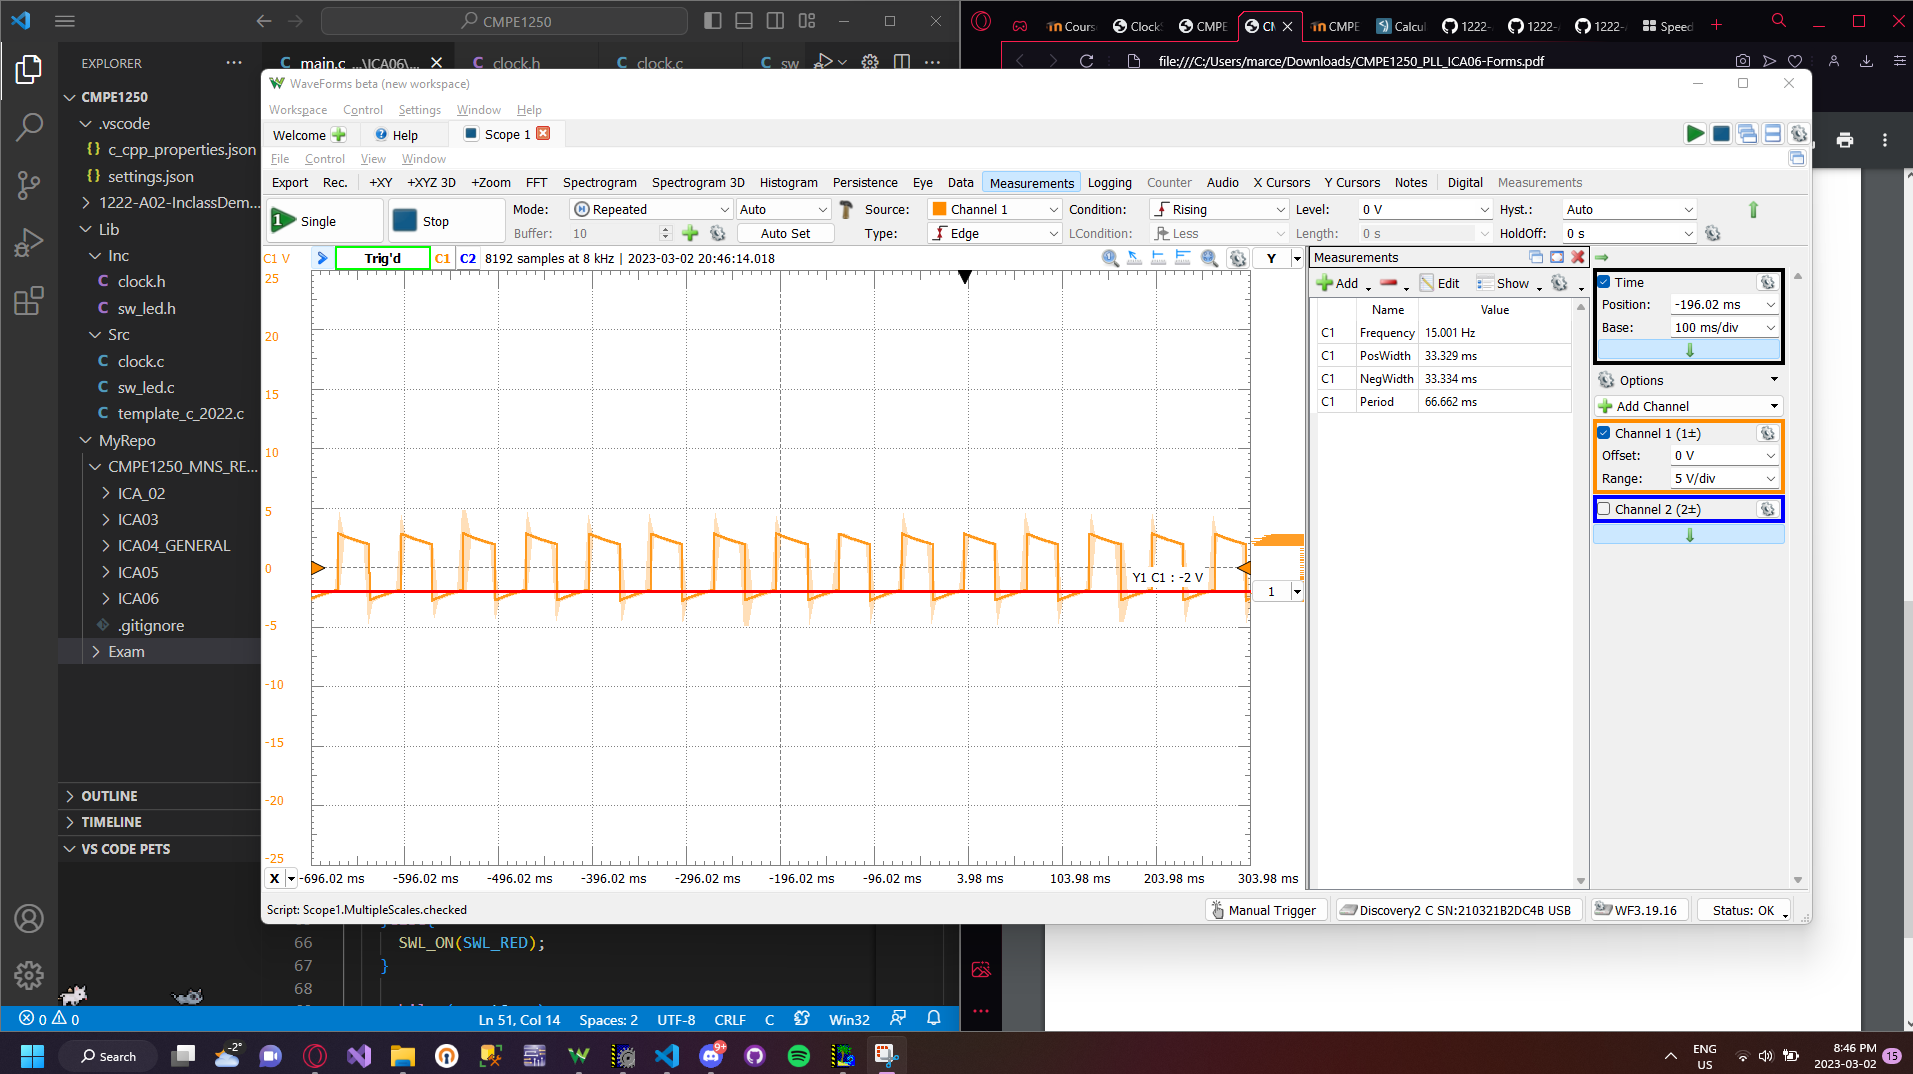 CMPE1250
Cours
Clock
CMPE
CM
CMPE
Calcul
1222-
1222-
1222-
Speed
EXPLORER
main.c ...\ICA06\...
clock.h
clock.c
sw
file:///C:/Users/marce/Downloads/CMPE1250_PLL_ICA06-Forms.pdf
CMPE1250
.vscode
c_cpp_properties.json
settings.json
1222-A02-InclassDem...
Lib
Inc
clock.h
sw_led.h
Src
clock.c
sw_led.c
template_c_2022.c
MyRepo
CMPE1250_MNS_RE...
ICA_02
ICA03
ICA04_GENERAL
ICA05
ICA06
.gitignore
Exam
OUTLINE
TIMELINE
VS CODE PETS
WaveForms beta (new workspace)
Workspace Control Settings Window Help
Welcome Help Scope 1
File Control View Window
Export Rec. +XY +XYZ 3D +Zoom FFT Spectrogram Spectrogram 3D Histogram Persistence Eye Data Measurements Logging Counter Audio X Cursors Y Cursors Notes Digital Measurements
Single Stop Mode: Repeated Auto Source: Channel 1 Condition: Rising Level: 0 V Hyst.: Auto
Buffer: 10 Auto Set Type: Edge LCondition: Less Length: 0 s HoldOff: 0 s
C1 V Trig'd C1 C2 8192 samples at 8 kHz | 2023-03-02 20:46:14.018 Y
25
20
15
10
5
0
-5
-10
-15
-20
-25
Y1 C1 : -2 V
1
X -696.02 ms -596.02 ms -496.02 ms -396.02 ms -296.02 ms -196.02 ms -96.02 ms 3.98 ms 103.98 ms 203.98 ms 303.98 ms
Measurements
Add Edit Show
Name Value
C1 Frequency 15.001 Hz
C1 PosWidth 33.329 ms
C1 NegWidth 33.334 ms
C1 Period 66.662 ms
Time
Position: -196.02 ms
Base: 100 ms/div
Options
Add Channel
Channel 1 (1±)
Offset: 0 V
Range: 5 V/div
Channel 2 (2±)
Script: Scope1.MultipleScales.checked
Manual Trigger Discovery2 C SN:210321B2DC4B USB WF3.19.16 Status: OK
66 SWL_ON(SWL_RED);
67 }
68
0 0 Ln 51, Col 14 Spaces: 2 UTF-8 CRLF C Win32
Search
-2°
9+
ENG
US
8:46 PM
2023-03-02
15